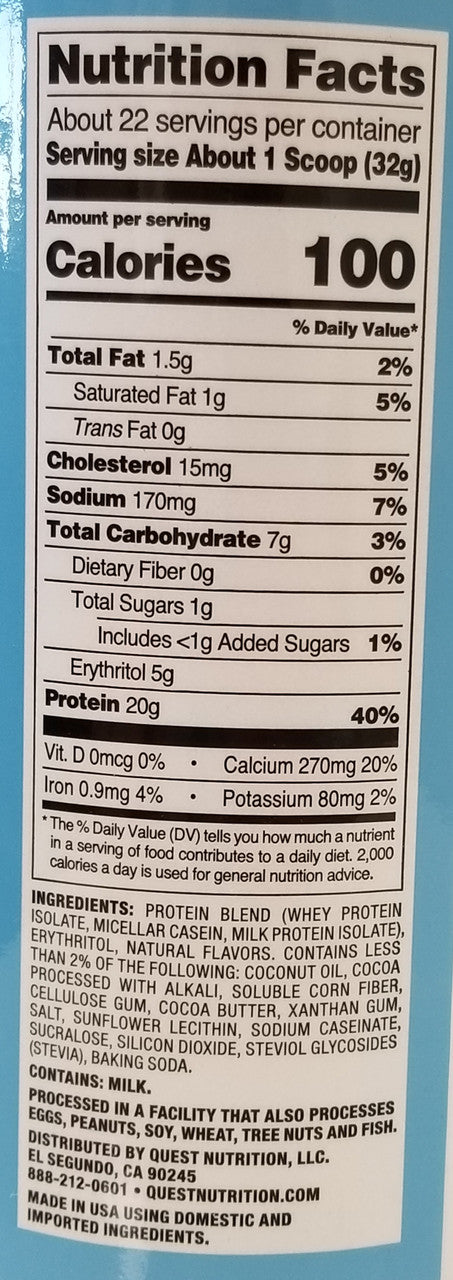 Nutrition Facts
About 22 servings per container
Serving size About 1 Scoop (32g)
Amount per serving
Calories 100
% Daily Value*
Total Fat 1.5g 2%
Saturated Fat 1g 5%
Trans Fat 0g
Cholesterol 15mg 5%
Sodium 170mg 7%
Total Carbohydrate 7g 3%
Dietary Fiber 0g 0%
Total Sugars 1g
Includes <1g Added Sugars 1%
Erythritol 5g
Protein 20g 40%
Vit. D 0mcg 0% • Calcium 270mg 20%
Iron 0.9mg 4% • Potassium 80mg 2%
* The % Daily Value (DV) tells you how much a nutrient
in a serving of food contributes to a daily diet. 2,000
calories a day is used for general nutrition advice.
INGREDIENTS: PROTEIN BLEND (WHEY PROTEIN
ISOLATE, MICELLAR CASEIN, MILK PROTEIN ISOLATE),
ERYTHRITOL, NATURAL FLAVORS. CONTAINS LESS
THAN 2% OF THE FOLLOWING: COCONUT OIL, COCOA
PROCESSED WITH ALKALI, SOLUBLE CORN FIBER,
CELLULOSE GUM, COCOA BUTTER, XANTHAN GUM,
SALT, SUNFLOWER LECITHIN, SODIUM CASEINATE,
SUCRALOSE, SILICON DIOXIDE, STEVIOL GLYCOSIDES
(STEVIA), BAKING SODA.
CONTAINS: MILK.
PROCESSED IN A FACILITY THAT ALSO PROCESSES
EGGS, PEANUTS, SOY, WHEAT, TREE NUTS AND FISH.
DISTRIBUTED BY QUEST NUTRITION, LLC.
EL SEGUNDO, CA 90245
888-212-0601 • QUESTNUTRITION.COM
MADE IN USA USING DOMESTIC AND
IMPORTED INGREDIENTS.